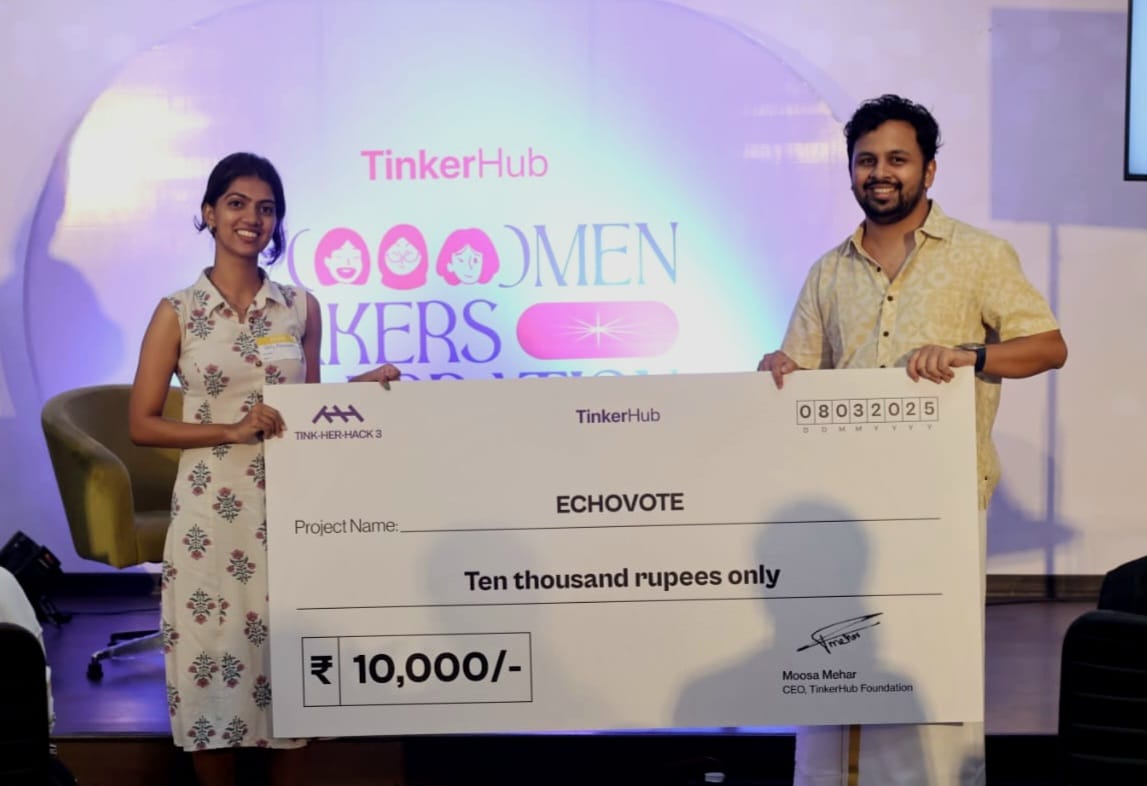 TinkerHub
MEN
KERS
TINK-HER-HACK 3
TinkerHub
08032025
D D M M Y Y Y Y
ECHOVOTE
Project Name:
Ten thousand rupees only
₹ 10,000/-
Moosa Mehar
CEO, TinkerHub Foundation